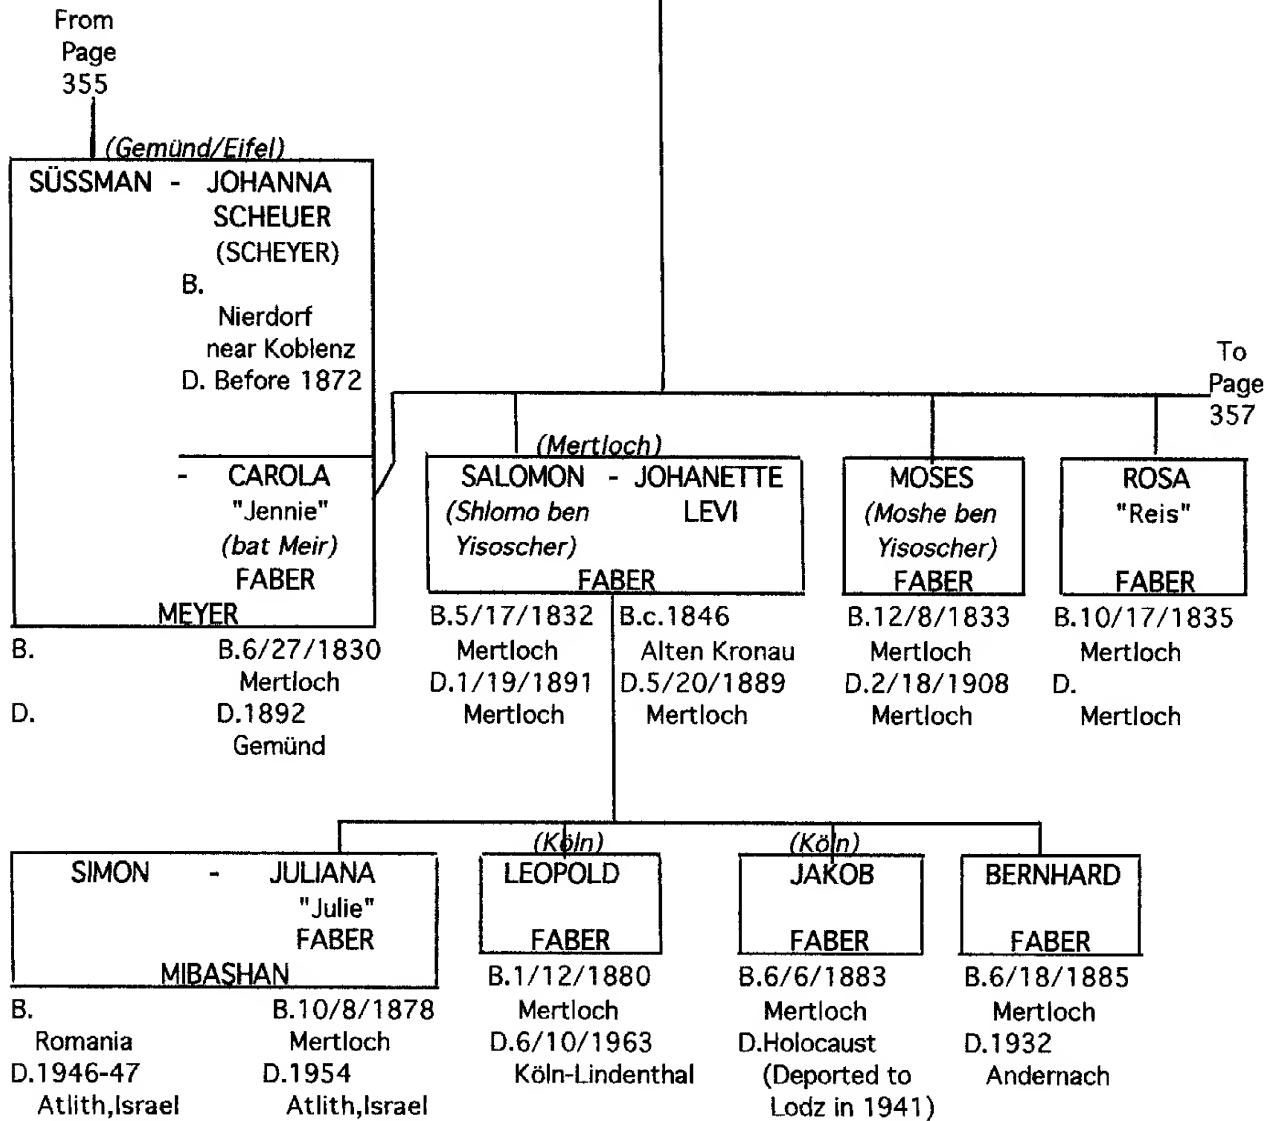 From
Page
355
(Gemünd/Eifel)
SÜSSMAN - JOHANNA
SCHEUER
(SCHEYER)
B.
Nierdorf
near Koblenz
D. Before 1872
- CAROLA
"Jennie"
(bat Meir)
FABER
MEYER
B. B.6/27/1830
Mertloch
D. D.1892
Gemünd
(Mertloch)
SALOMON - JOHANETTE
(Shlomo ben LEVI
Yisoscher)
FABER
B.5/17/1832 B.c.1846
Mertloch Alten Kronau
D.1/19/1891 D.5/20/1889
Mertloch Mertloch
MOSES
(Moshe ben
Yisoscher)
FABER
B.12/8/1833
Mertloch
D.2/18/1908
Mertloch
ROSA
"Reis"
FABER
B.10/17/1835
Mertloch
D.
Mertloch
To
Page
357
SIMON - JULIANA
"Julie"
FABER
MIBASHAN
B. B.10/8/1878
Romania Mertloch
D.1946-47 D.1954
Atlith,Israel Atlith,Israel
(Köln)
LEOPOLD
FABER
B.1/12/1880
Mertloch
D.6/10/1963
Köln-Lindenthal
(Köln)
JAKOB
FABER
B.6/6/1883
Mertloch
D.Holocaust
(Deported to
Lodz in 1941)
BERNHARD
FABER
B.6/18/1885
Mertloch
D.1932
Andernach